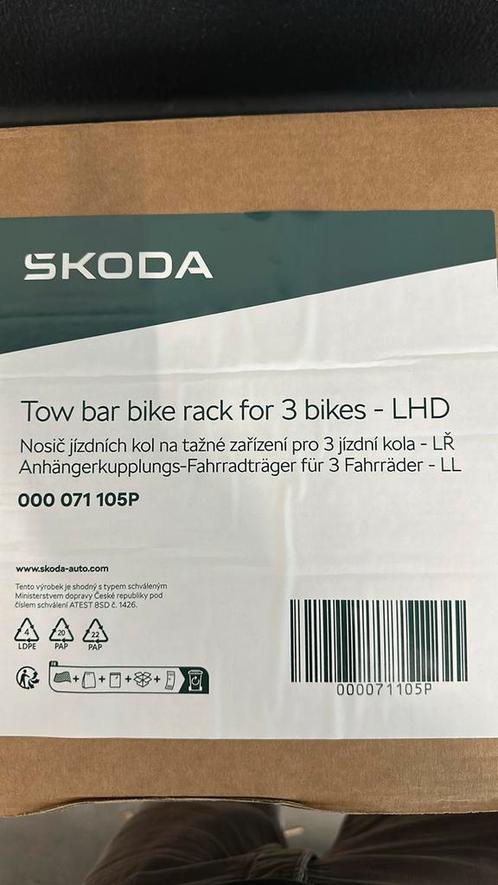 ŠKODA
Tow bar bike rack for 3 bikes - LHD
Nosič jízdních kol na tažné zařízení pro 3 jízdní kola - LŘ
Anhängerkupplungs-Fahrradträger für 3 Fahrräder - LL
000 071 105P
www.skoda-auto.com
Tento výrobek je shodný s typem schváleným
Ministerstvem dopravy České republiky pod
číslem schválení ATEST 8SD č. 1426.
4 20 22
LDPE PAP PAP
000071105P